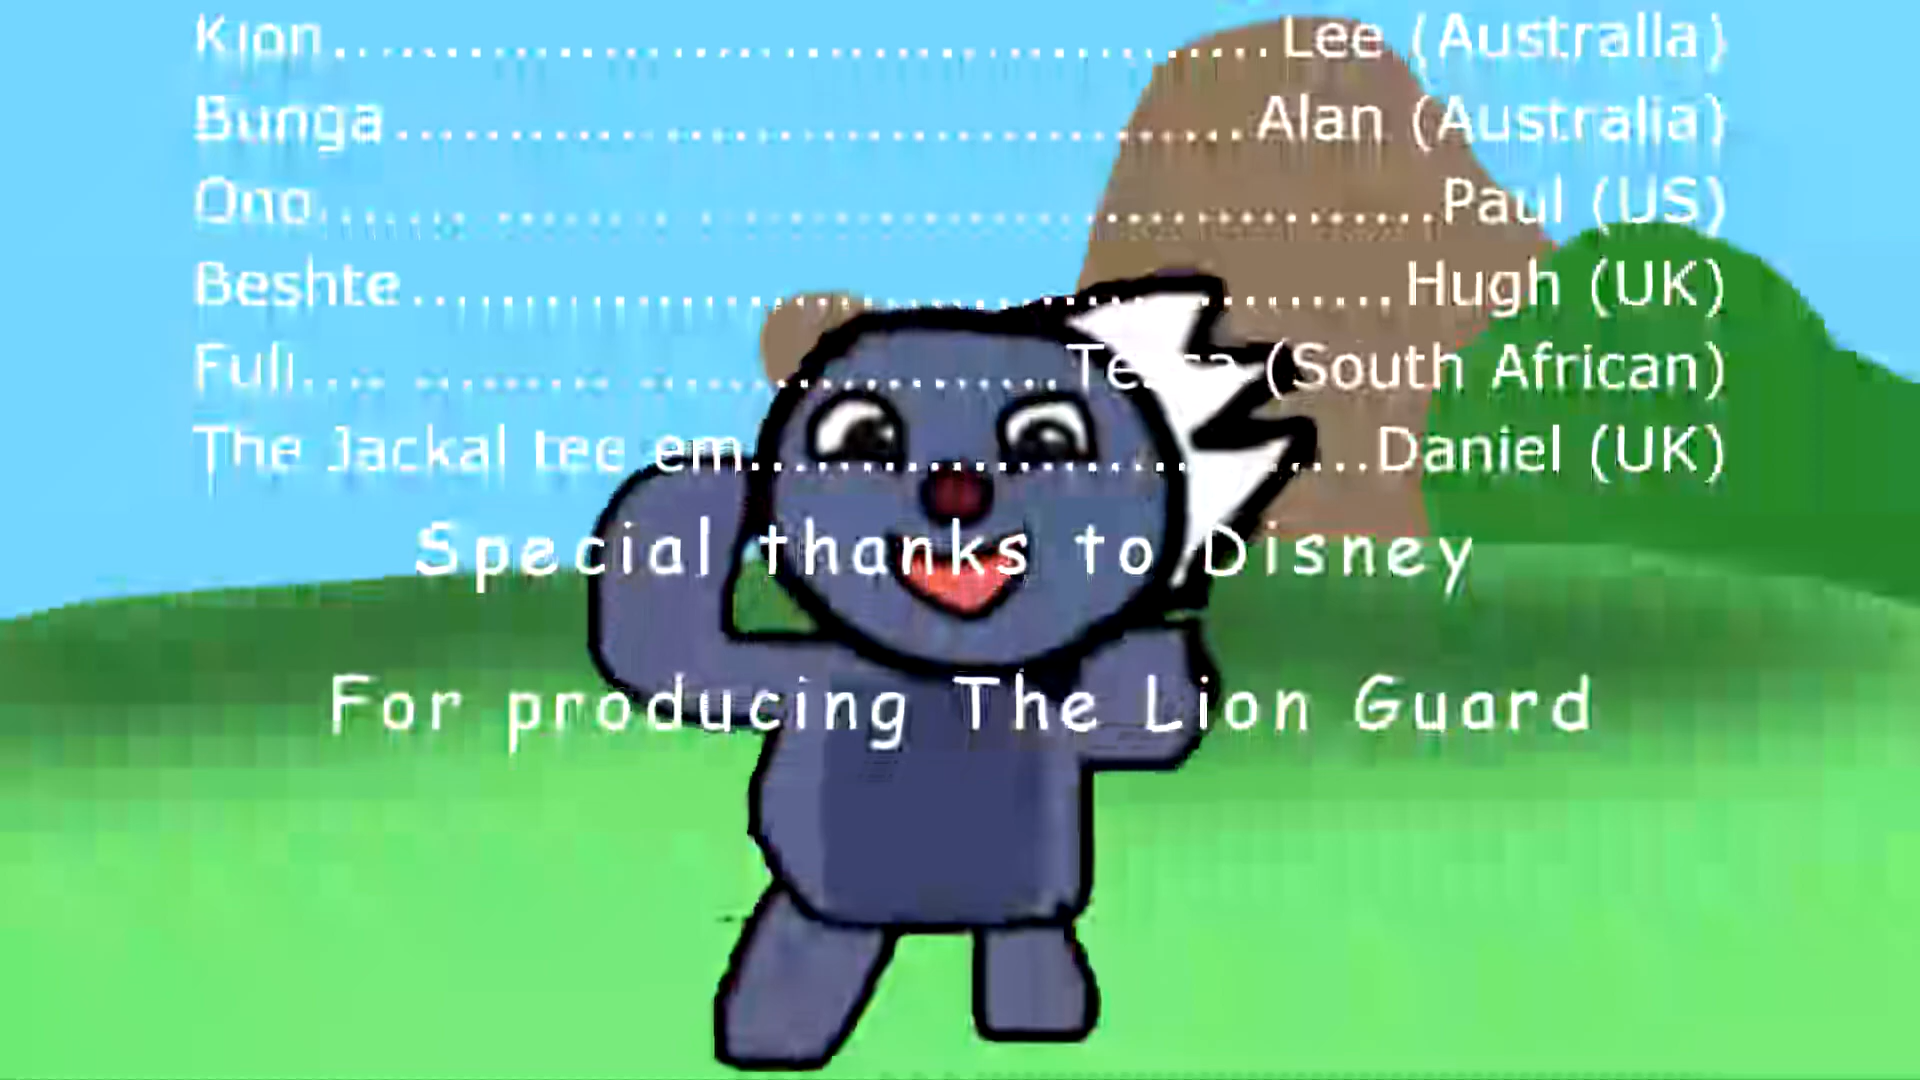 Kion................................................Lee (Australia)
Bunga............................................Alan (Australia)
Ono.........................................................Paul (US)
Beshte...................................................Hugh (UK)
Fuli....................................... (South African)
The Jackal tee em................................Daniel (UK)
Special thanks to Disney
For producing The Lion Guard